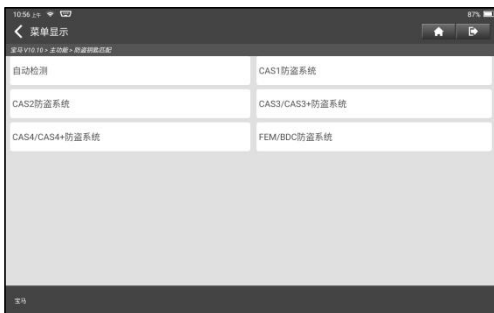 10:56 上午 87%
菜单显示
宝马 V10.10 > 主功能 > 防盗钥匙匹配
自动检测 CAS1防盗系统
CAS2防盗系统 CAS3/CAS3+防盗系统
CAS4/CAS4+防盗系统 FEM/BDC防盗系统
宝马